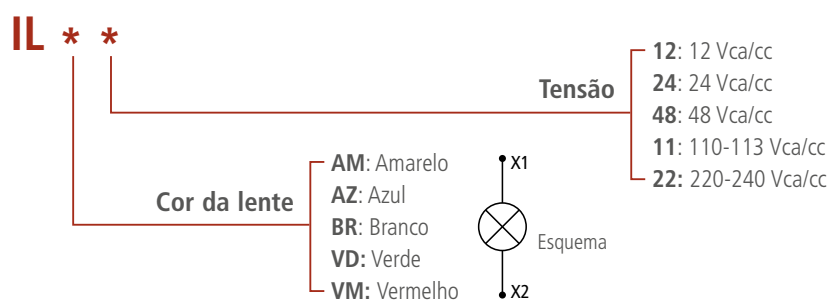 IL * *
Tensão
12: 12 Vca/cc
24: 24 Vca/cc
48: 48 Vca/cc
11: 110-113 Vca/cc
22: 220-240 Vca/cc
Cor da lente
AM: Amarelo
AZ: Azul
BR: Branco
VD: Verde
VM: Vermelho
X1
Esquema
X2